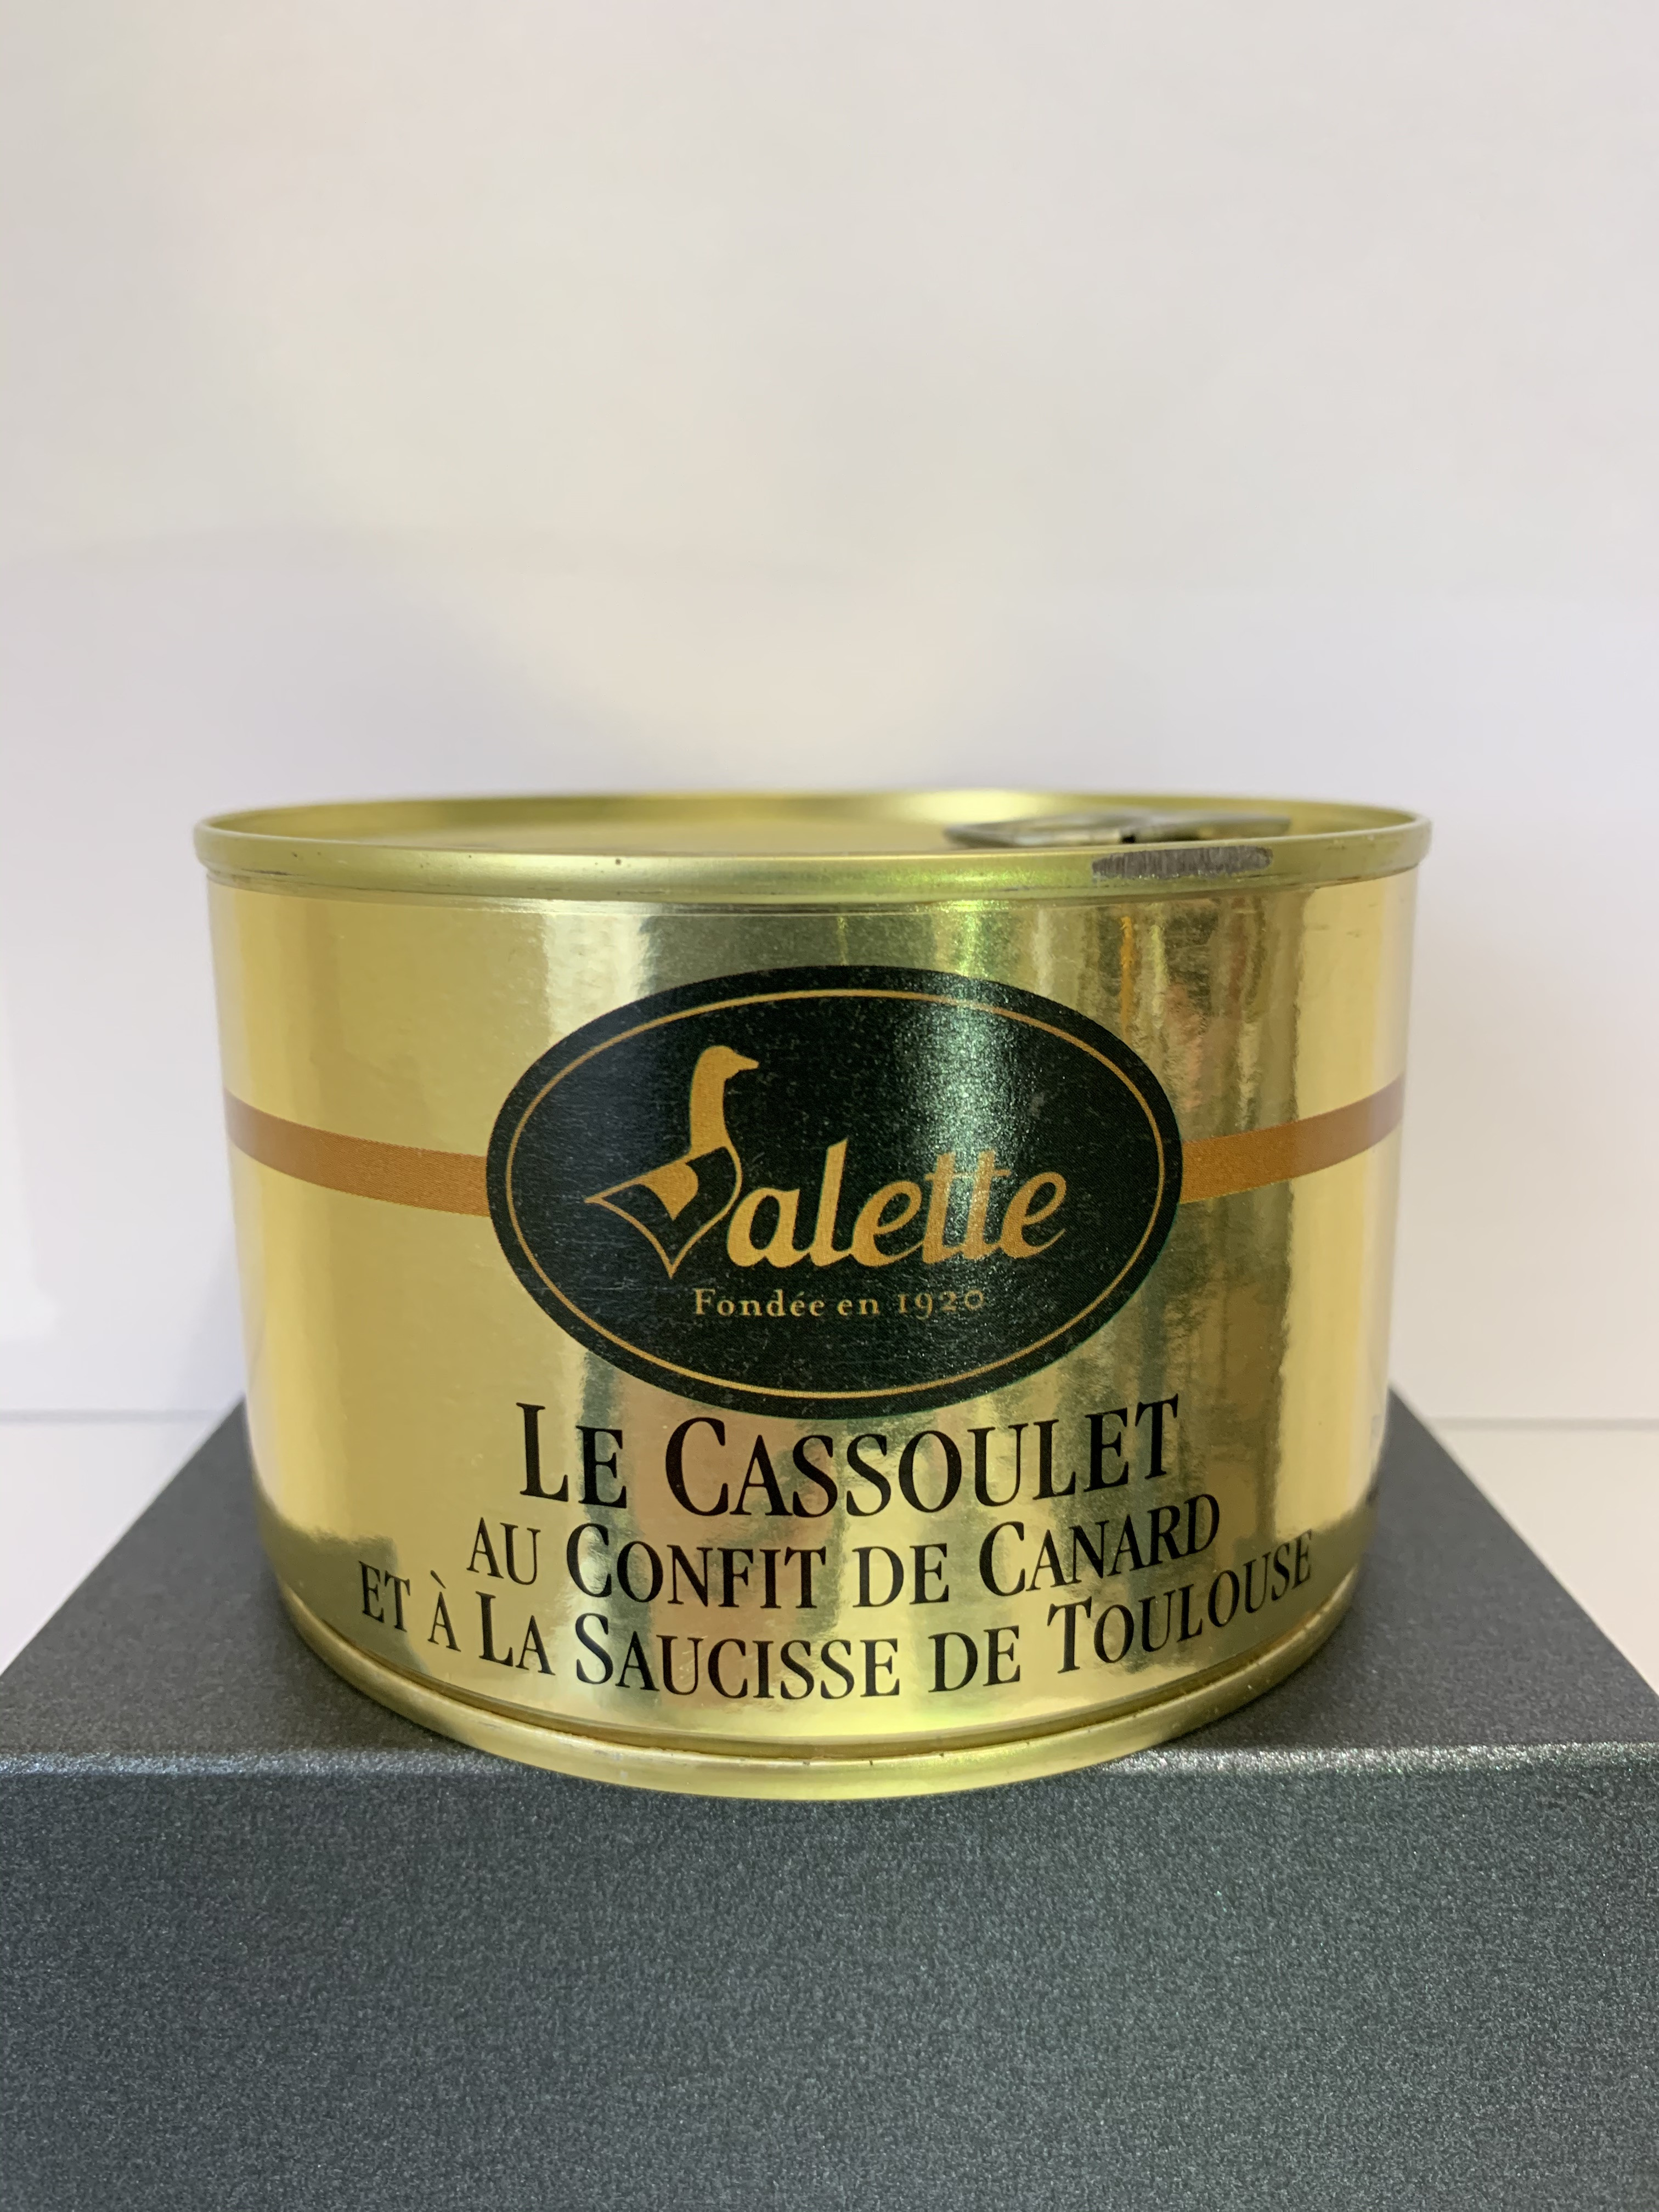 Valette
Fondée en 1920
LE CASSOULET
AU CONFIT DE CANARD
ET À LA SAUCISSE DE TOULOUSE